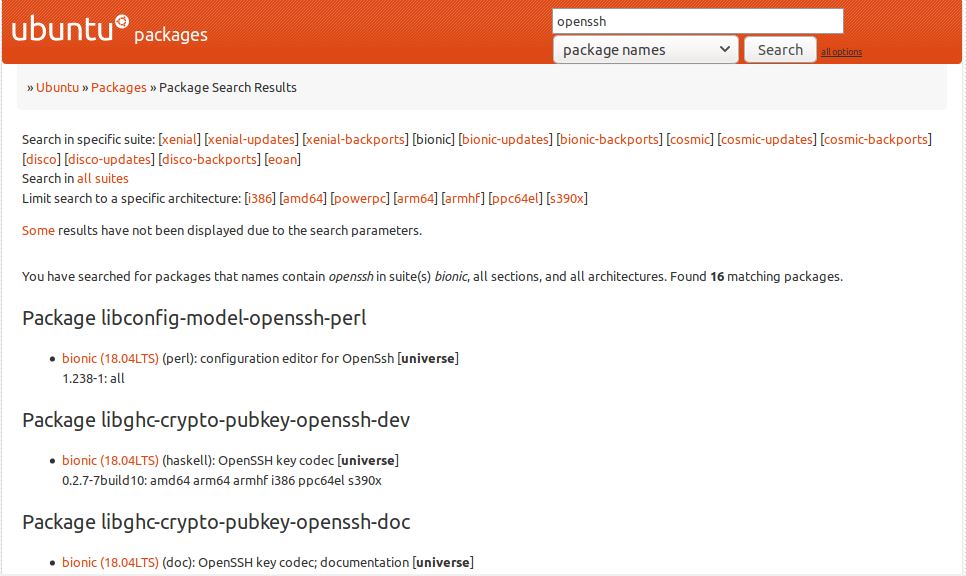 ubuntu packages
openssh
package names Search all options
» Ubuntu » Packages » Package Search Results
Search in specific suite: [xenial] [xenial-updates] [xenial-backports] [bionic] [bionic-updates] [bionic-backports] [cosmic] [cosmic-updates] [cosmic-backports]
[disco] [disco-updates] [disco-backports] [eoan]
Search in all suites
Limit search to a specific architecture: [i386] [amd64] [powerpc] [arm64] [armhf] [ppc64el] [s390x]
Some results have not been displayed due to the search parameters.
You have searched for packages that names contain openssh in suite(s) bionic, all sections, and all architectures. Found 16 matching packages.
Package libconfig-model-openssh-perl
• bionic (18.04LTS) (perl): configuration editor for OpenSsh [universe]
1.238-1: all
Package libghc-crypto-pubkey-openssh-dev
• bionic (18.04LTS) (haskell): OpenSSH key codec [universe]
0.2.7-7build10: amd64 arm64 armhf i386 ppc64el s390x
Package libghc-crypto-pubkey-openssh-doc
• bionic (18.04LTS) (doc): OpenSSH key codec; documentation [universe]